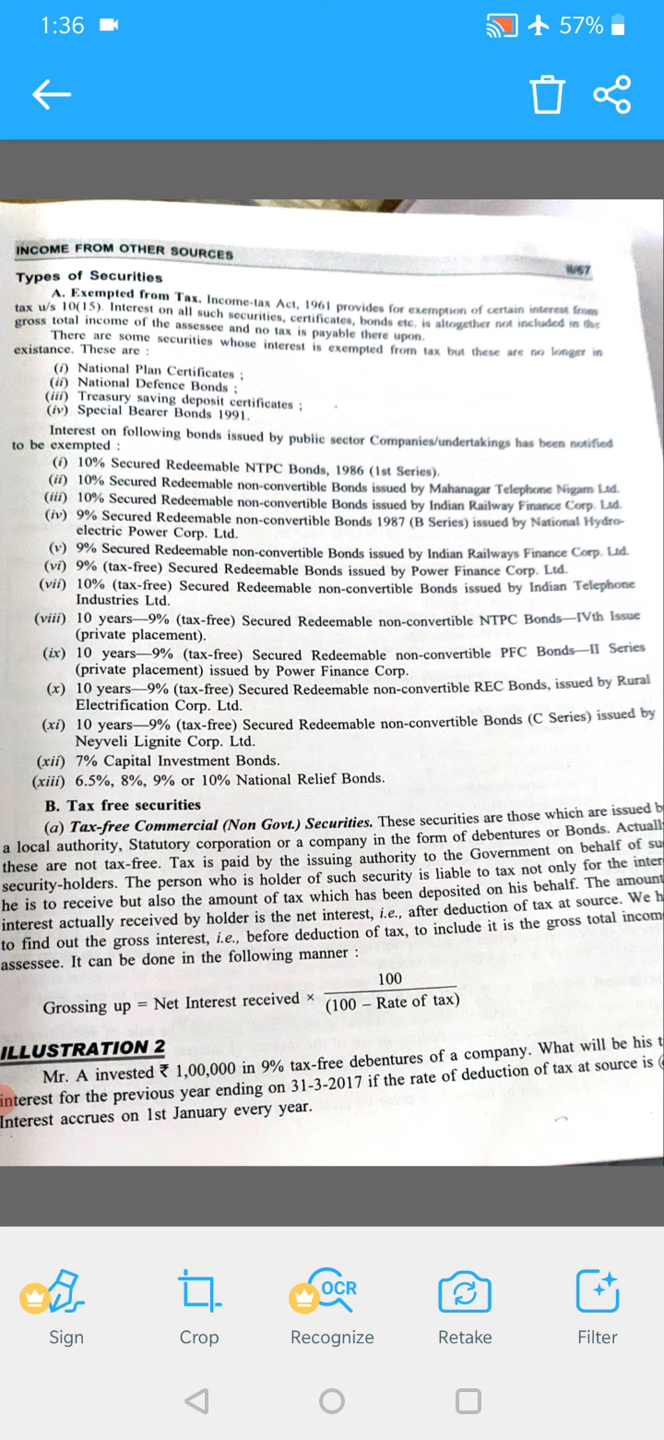 1:36
57%
INCOME FROM OTHER SOURCES
II/67
Types of Securities
A. Exempted from Tax. Income-tax Act, 1961 provides for exemption of certain interest from
tax u/s 10(15). Interest on all such securities, certificates, bonds etc. is altogether not included in the
gross total income of the assessee and no tax is payable there upon.
There are some securities whose interest is exempted from tax but these are no longer in
existance. These are :
(i) National Plan Certificates ;
(ii) National Defence Bonds ;
(iii) Treasury saving deposit certificates ;
(iv) Special Bearer Bonds 1991.
Interest on following bonds issued by public sector Companies/undertakings has been notified
to be exempted :
(i) 10% Secured Redeemable NTPC Bonds, 1986 (1st Series).
(ii) 10% Secured Redeemable non-convertible Bonds issued by Mahanagar Telephone Nigam Ltd.
(iii) 10% Secured Redeemable non-convertible Bonds issued by Indian Railway Finance Corp. Ltd.
(iv) 9% Secured Redeemable non-convertible Bonds 1987 (B Series) issued by National Hydro-
electric Power Corp. Ltd.
(v) 9% Secured Redeemable non-convertible Bonds issued by Indian Railways Finance Corp. Ltd.
(vi) 9% (tax-free) Secured Redeemable Bonds issued by Power Finance Corp. Ltd.
(vii) 10% (tax-free) Secured Redeemable non-convertible Bonds issued by Indian Telephone
Industries Ltd.
(viii) 10 years—9% (tax-free) Secured Redeemable non-convertible NTPC Bonds—IVth Issue
(private placement).
(ix) 10 years—9% (tax-free) Secured Redeemable non-convertible PFC Bonds—II Series
(private placement) issued by Power Finance Corp.
(x) 10 years—9% (tax-free) Secured Redeemable non-convertible REC Bonds, issued by Rural
Electrification Corp. Ltd.
(xi) 10 years—9% (tax-free) Secured Redeemable non-convertible Bonds (C Series) issued by
Neyveli Lignite Corp. Ltd.
(xii) 7% Capital Investment Bonds.
(xiii) 6.5%, 8%, 9% or 10% National Relief Bonds.
B. Tax free securities
(a) Tax-free Commercial (Non Govt.) Securities. These securities are those which are issued b
a local authority, Statutory corporation or a company in the form of debentures or Bonds. Actuall
these are not tax-free. Tax is paid by the issuing authority to the Government on behalf of su
security-holders. The person who is holder of such security is liable to tax not only for the inter
he is to receive but also the amount of tax which has been deposited on his behalf. The amount
interest actually received by holder is the net interest, i.e., after deduction of tax at source. We h
to find out the gross interest, i.e., before deduction of tax, to include it is the gross total incom
assessee. It can be done in the following manner :
Grossing up = Net Interest received × 100
(100 – Rate of tax)
ILLUSTRATION 2
Mr. A invested ₹ 1,00,000 in 9% tax-free debentures of a company. What will be his t
interest for the previous year ending on 31-3-2017 if the rate of deduction of tax at source is
Interest accrues on 1st January every year.
OCR
Sign
Crop
Recognize
Retake
Filter